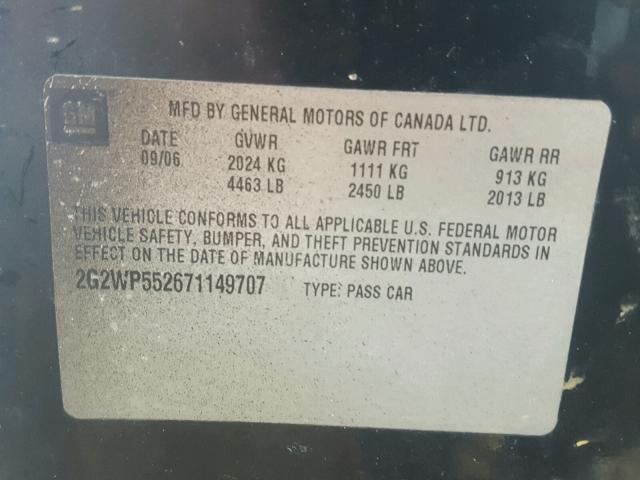 GM
MFD BY GENERAL MOTORS OF CANADA LTD.
DATE GVWR GAWR FRT GAWR RR
09/06 2024 KG 1111 KG 913 KG
4463 LB 2450 LB 2013 LB
THIS VEHICLE CONFORMS TO ALL APPLICABLE U.S. FEDERAL MOTOR
VEHICLE SAFETY, BUMPER, AND THEFT PREVENTION STANDARDS IN
EFFECT ON THE DATE OF MANUFACTURE SHOWN ABOVE.
2G2WP552671149707 TYPE: PASS CAR